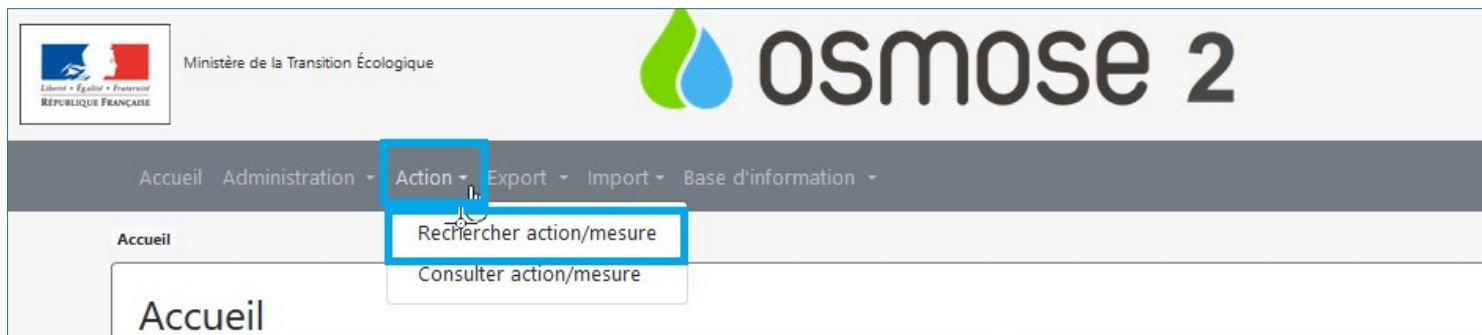 Liberté • Égalité • Fraternité
RÉPUBLIQUE FRANÇAISE
Ministère de la Transition Écologique
osmose 2
Accueil Administration Action Export Import Base d'information
Accueil
Rechercher action/mesure
Consulter action/mesure
Accueil